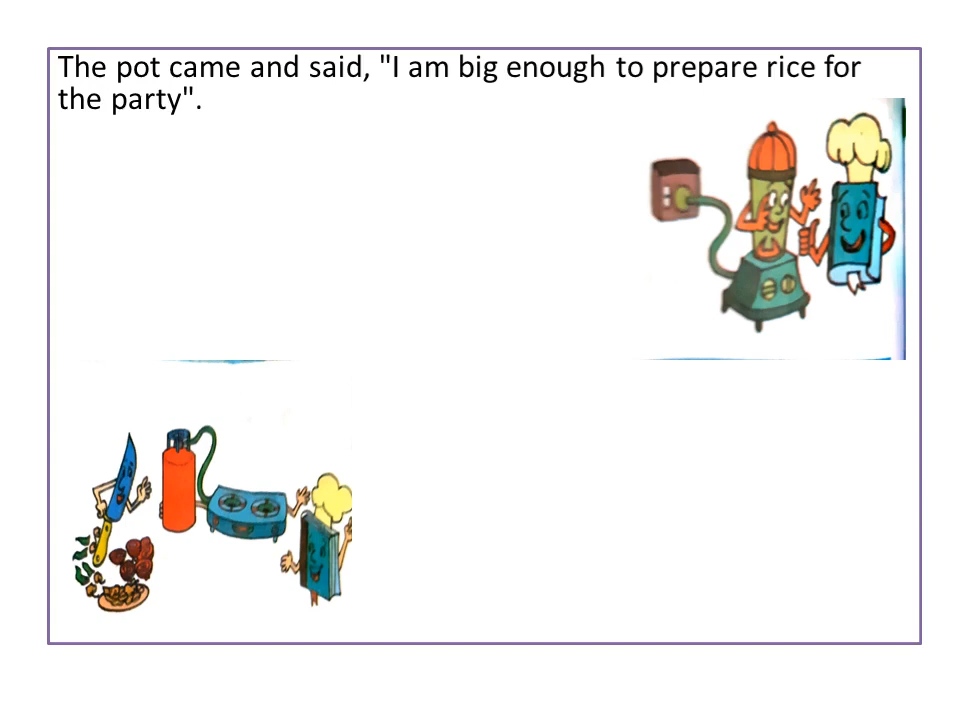 The pot came and said, "I am big enough to prepare rice for
the party".